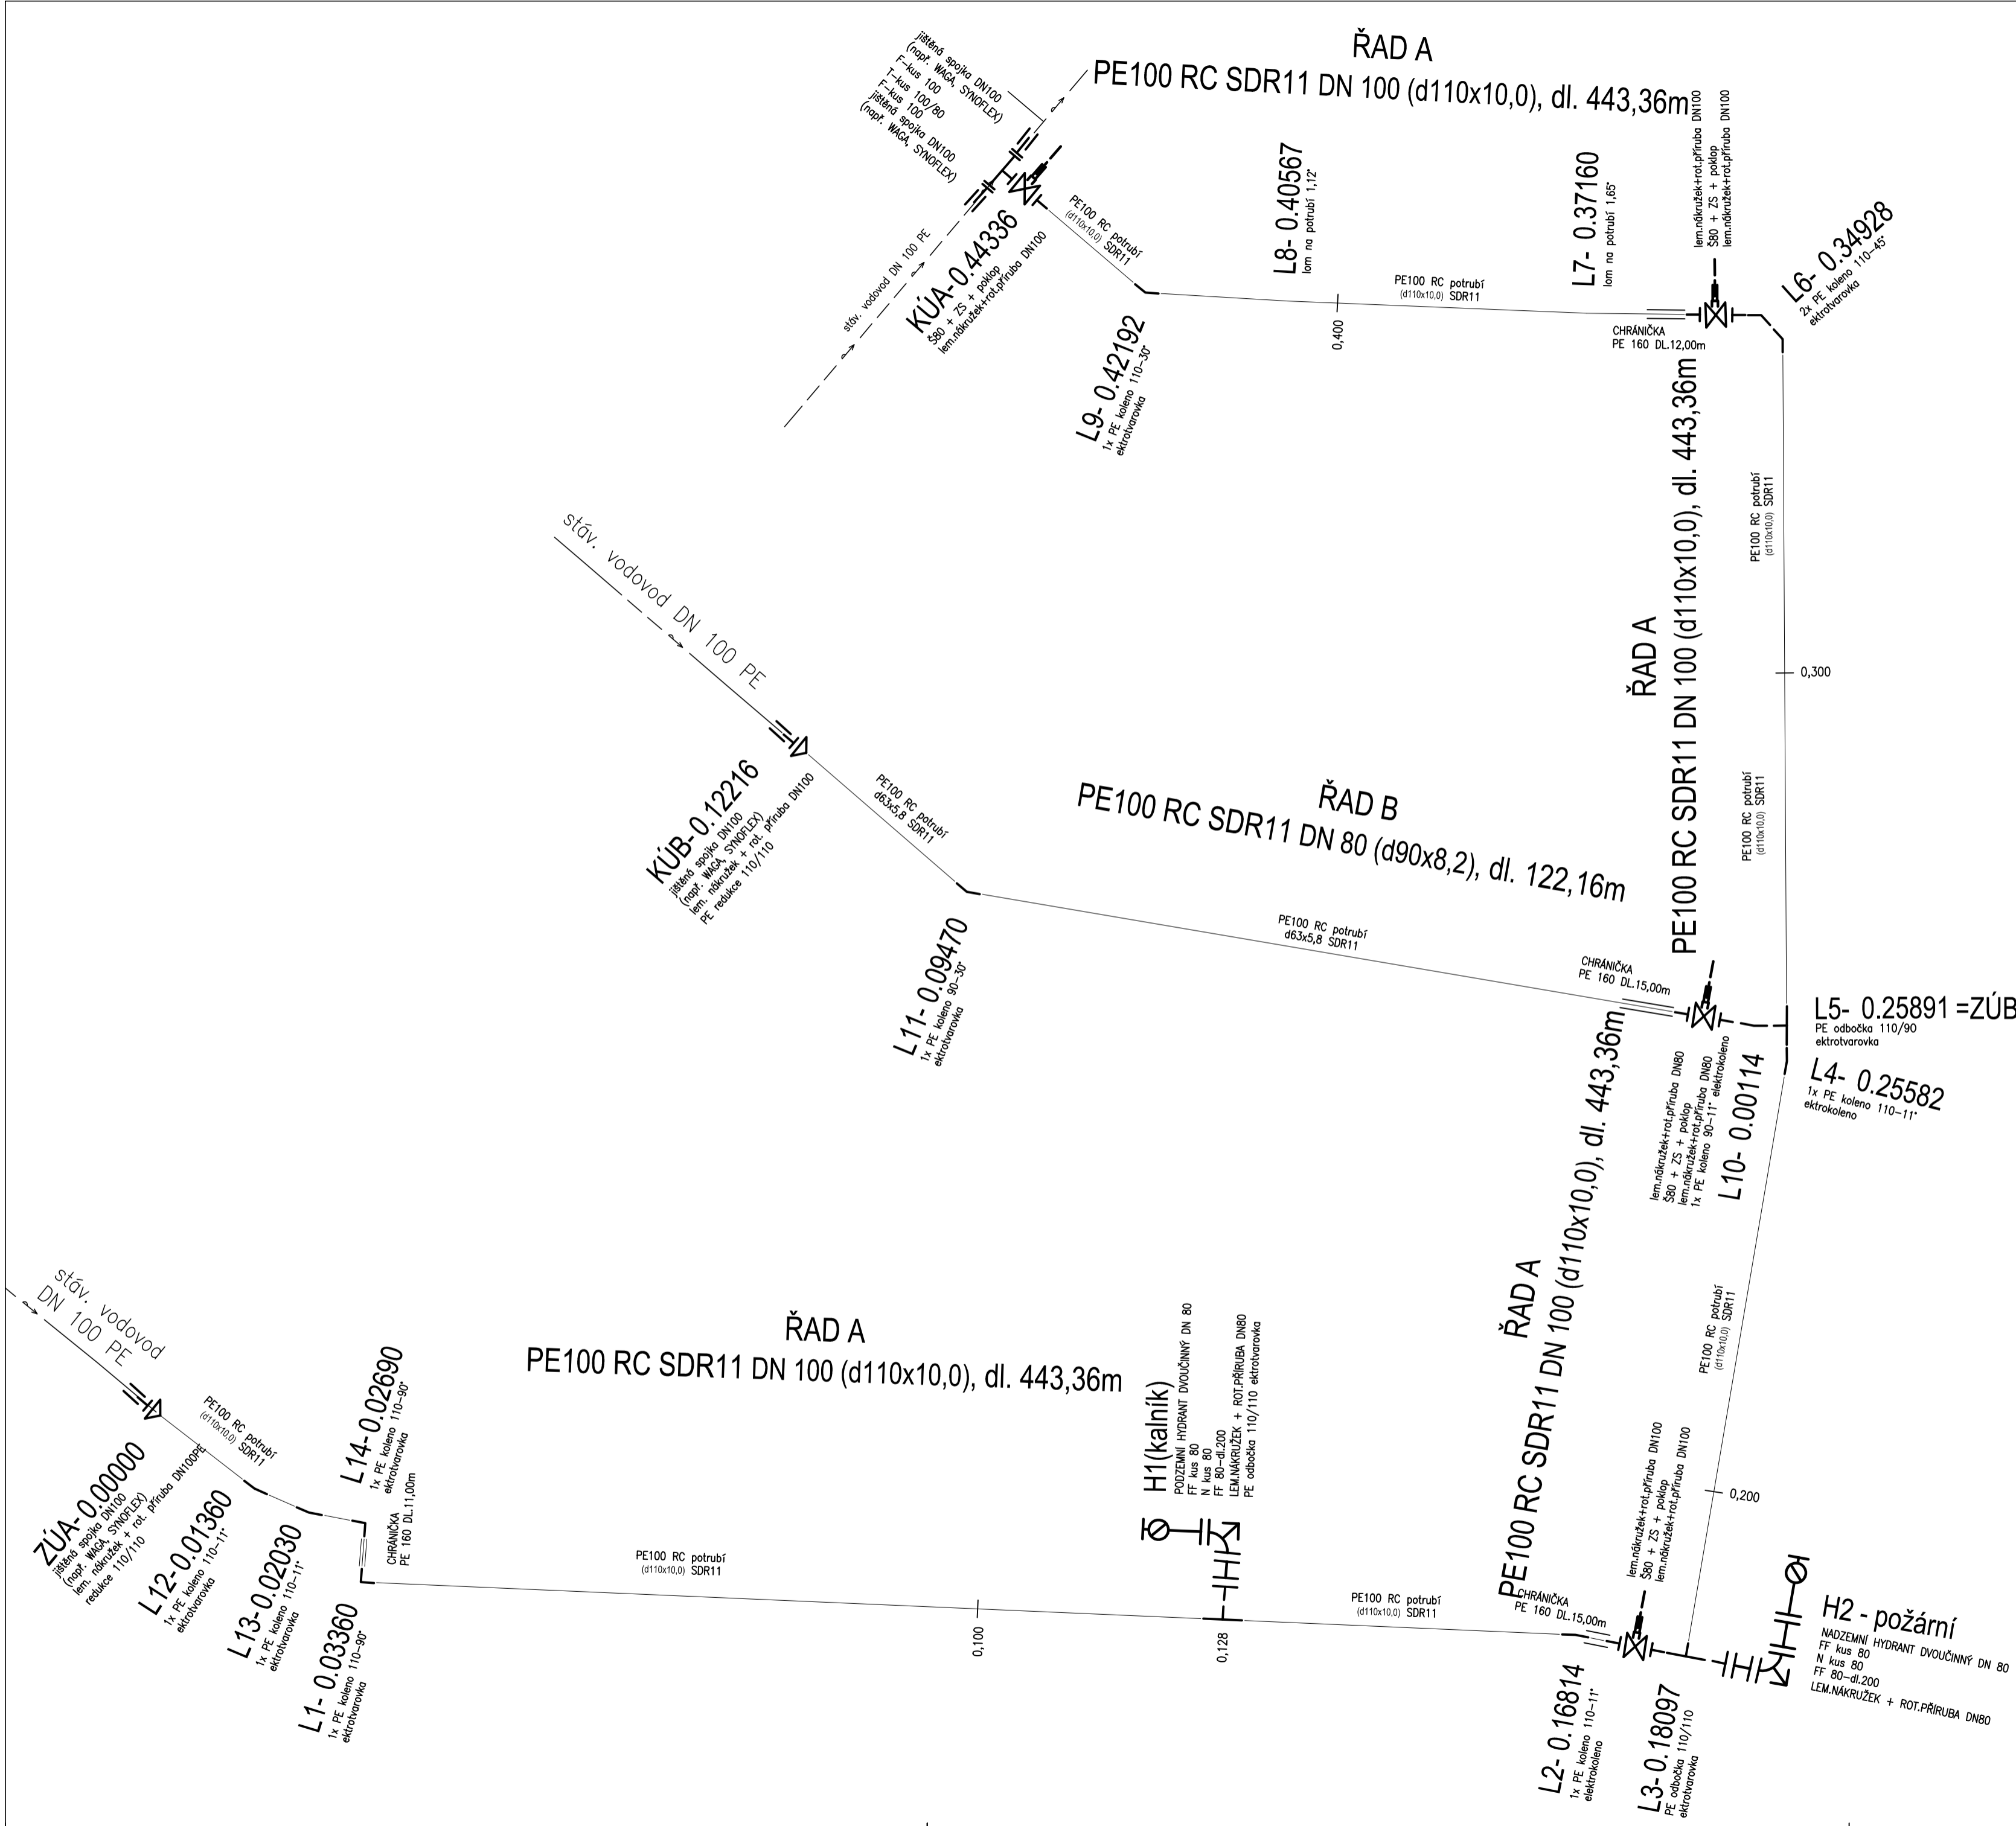 ŘAD A
PE100 RC SDR11 DN 100 (d110x10,0), dl. 443,36m
jištěná spojka DN100
(např. WAGA, SYNOFLEX)
F-kus 100
T-kus 100/80
F-kus 100
jištěná spojka DN100
(např. WAGA, SYNOFLEX)
stáv. vodovod DN 100 PE
KÚA-0.44336
Š80 + ZS + poklop
lem.nákružek+rot.příruba DN100
PE100 RC potrubí
(d110x10,0) SDR11
L9- 0.42192
1x PE koleno 110-30°
ektrotvarovka
L8- 0.40567
lom na potrubí 1,12°
0,400
PE100 RC potrubí
(d110x10,0) SDR11
L7- 0.37160
lom na potrubí 1,65°
CHRÁNIČKA
PE 160 DL.12,00m
lem.nákružek+rot.příruba DN100
Š80 + ZS + poklop
lem.nákružek+rot.příruba DN100
L6- 0.34928
2x PE koleno 110-45°
ektrotvarovka
ŘAD A
PE100 RC SDR11 DN 100 (d110x10,0), dl. 443,36m
PE100 RC potrubí
(d110x10,0) SDR11
0,300
PE100 RC potrubí
(d110x10,0) SDR11
stáv. vodovod DN 100 PE
KÚB-0.12216
jištěná spojka DN100
(např. WAGA, SYNOFLEX)
lem. nákružek + rot. příruba DN100
PE redukce 110/110
PE100 RC potrubí
d63x5,8 SDR11
ŘAD B
PE100 RC SDR11 DN 80 (d90x8,2), dl. 122,16m
L11- 0.09470
1x PE koleno 90-30°
ektrotvarovka
PE100 RC potrubí
d63x5,8 SDR11
CHRÁNIČKA
PE 160 DL.15,00m
lem.nákružek+rot.příruba DN80
Š80 + ZS + poklop
lem.nákružek+rot.příruba DN80
1x PE koleno 90-11° elektrokoleno
L10- 0.00114
L5- 0.25891 =ZÚB
PE odbočka 110/90
ektrotvarovka
L4- 0.25582
1x PE koleno 110-11°
ektrokoleno
ŘAD A
PE100 RC SDR11 DN 100 (d110x10,0), dl. 443,36m
PE100 RC potrubí
(d110x10,0) SDR11
0,200
stáv. vodovod
DN 100 PE
ZÚA-0.00000
jištěná spojka DN100
(např. WAGA, SYNOFLEX)
lem. nákružek + rot. příruba DN100PE
redukce 110/110
PE100 RC potrubí
(d110x10,0) SDR11
L12-0.01360
1x PE koleno 110-11°
ektrotvarovka
L13-0.02030
1x PE koleno 110-11°
ektrotvarovka
L14-0.02690
1x PE koleno 110-90°
ektrotvarovka
CHRÁNIČKA
PE 160 DL.11,00m
L1- 0.03360
1x PE koleno 110-90°
ektrotvarovka
ŘAD A
PE100 RC SDR11 DN 100 (d110x10,0), dl. 443,36m
PE100 RC potrubí
(d110x10,0) SDR11
0,100
H1(kalník)
PODZEMNÍ HYDRANT DVOUČINNÝ DN 80
FF kus 80
N kus 80
FF 80-dl.200
LEM.NÁKRUŽEK + ROT.PŘÍRUBA DN80
PE odbočka 110/110 ektrotvarovka
0,128
PE100 RC potrubí
(d110x10,0) SDR11
CHRÁNIČKA
PE 160 DL.15,00m
L2- 0.16814
1x PE koleno 110-11°
elektrokoleno
lem.nákružek+rot.příruba DN100
Š80 + ZS + poklop
lem.nákružek+rot.příruba DN100
L3-0.18097
PE odbočka 110/110
ektrotvarovka
H2 - požární
NADZEMNÍ HYDRANT DVOUČINNÝ DN 80
FF kus 80
N kus 80
FF 80-dl.200
LEM.NÁKRUŽEK + ROT.PŘÍRUBA DN80